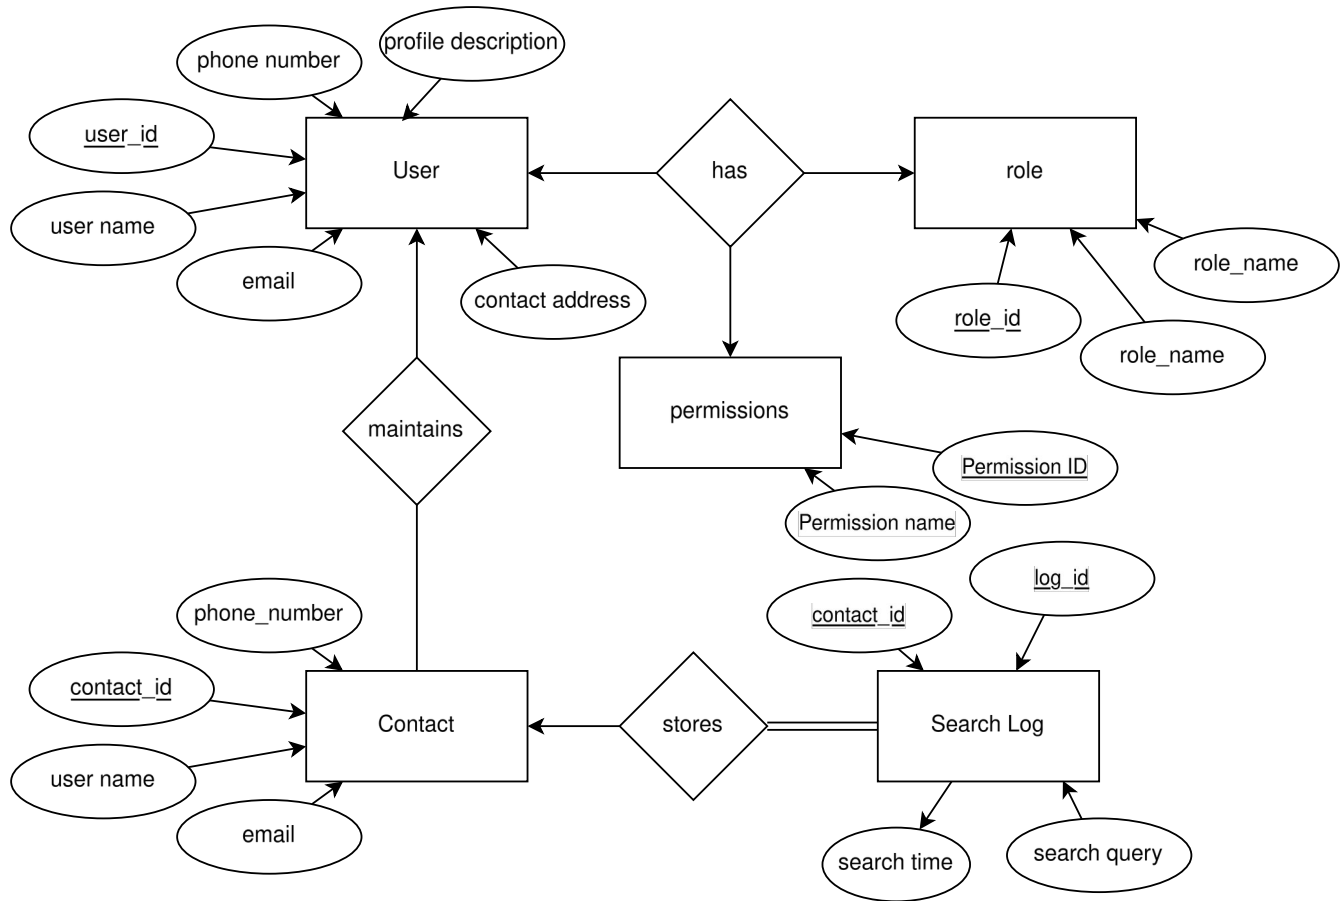 profile description
phone number
user_id
User
has
role
user name
email
contact address
role_name
role_id
role_name
permissions
maintains
Permission ID
Permission name
log_id
phone_number
contact_id
contact_id
Contact
stores
Search Log
user name
email
search time
search query